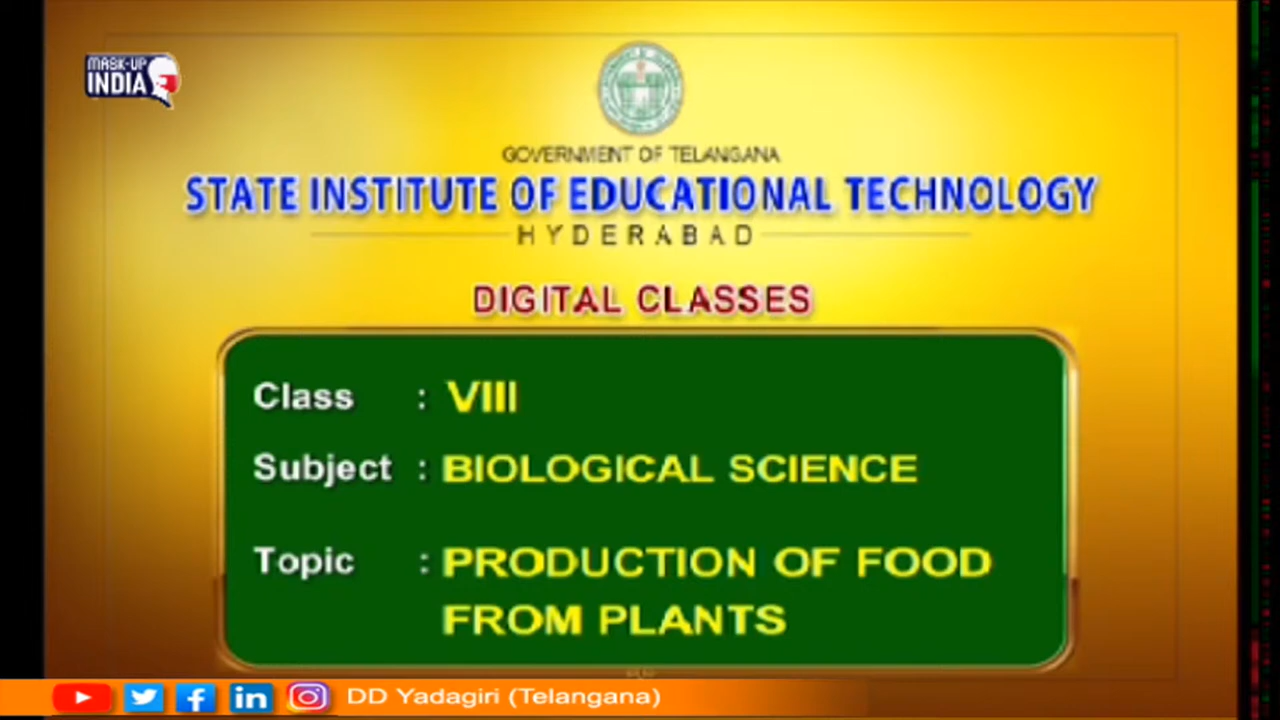 MASK-UP
INDIA
GOVERNMENT OF TELANGANA
STATE INSTITUTE OF EDUCATIONAL TECHNOLOGY
HYDERABAD
DIGITAL CLASSES
Class : VIII
Subject : BIOLOGICAL SCIENCE
Topic : PRODUCTION OF FOOD
FROM PLANTS
DD Yadagiri (Telangana)